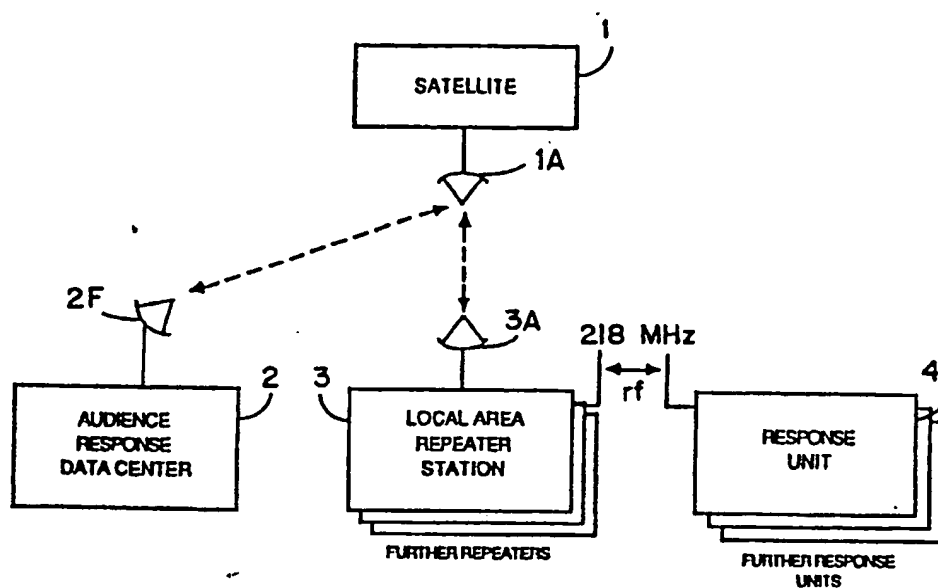 1
SATELLITE
1A
2F
3A
218 MHz
rf
2
3
4
AUDIENCE
RESPONSE
DATA CENTER
LOCAL AREA
REPEATER
STATION
RESPONSE
UNIT
FURTHER REPEATERS
FURTHER RESPONSE
UNITS